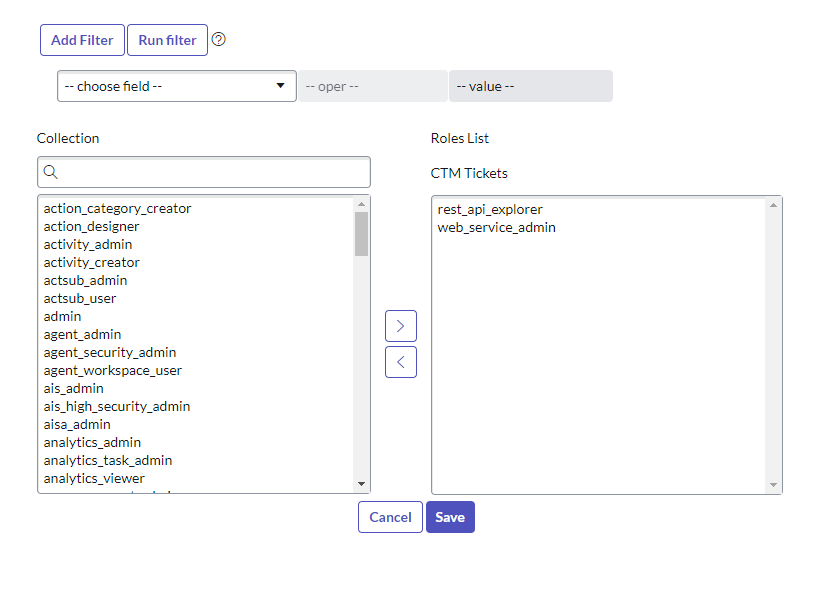 Add Filter Run filter
-- choose field -- -- oper -- -- value --
Collection
Roles List
CTM Tickets
action_category_creator
action_designer
activity_admin
activity_creator
actsub_admin
actsub_user
admin
agent_admin
agent_security_admin
agent_workspace_user
ais_admin
ais_high_security_admin
aisa_admin
analytics_admin
analytics_task_admin
analytics_viewer
rest_api_explorer
web_service_admin
Cancel Save